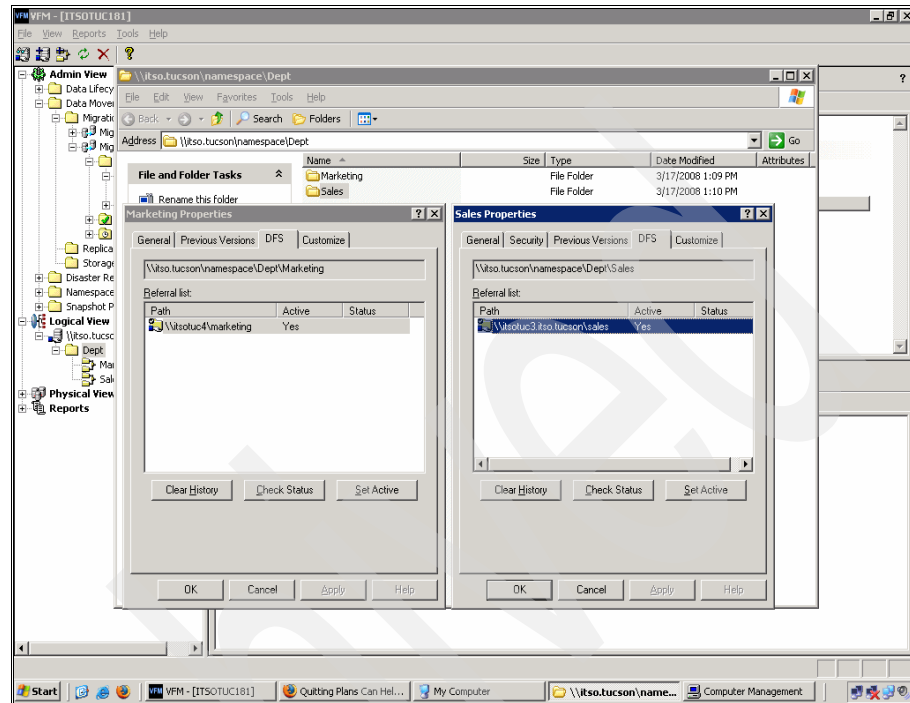 VFM VFM - [ITSOTUC181]
File View Reports Tools Help
Admin View
Data Lifecy
Data Mover
Migratic
Mig
Mig
Replica
Storage
Disaster Re
Namespace
Snapshot P
Logical View
\\itso.tucsc
Dept
Mar
Sal
Physical View
Reports
\\itso.tucson\namespace\Dept
File Edit View Favorites Tools Help
Back Search Folders
Address \\itso.tucson\namespace\Dept Go
Name Size Type Date Modified Attributes
File and Folder Tasks
Rename this folder
Marketing File Folder 3/17/2008 1:09 PM
Sales File Folder 3/17/2008 1:10 PM
Marketing Properties
General Previous Versions DFS Customize
\\itso.tucson\namespace\Dept\Marketing
Referral list:
Path Active Status
\\itsotuc4\marketing Yes
Clear History Check Status Set Active
OK Cancel Apply Help
Sales Properties
General Security Previous Versions DFS Customize
\\itso.tucson\namespace\Dept\Sales
Referral list:
Path Active Status
\\itsotuc3.itso.tucson\sales Yes
Clear History Check Status Set Active
OK Cancel Apply Help
Start VFM VFM - [ITSOTUC181] Quitting Plans Can Hel... My Computer \\itso.tucson\name... Computer Management